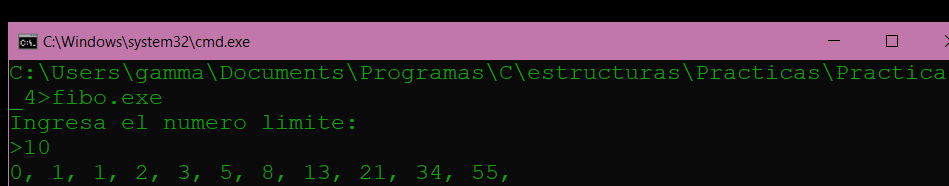 C:\Windows\system32\cmd.exe
C:\Users\gamma\Documents\Programas\C\estructuras\Practicas\Practica
_4>fibo.exe
Ingresa el numero limite:
>10
0, 1, 1, 2, 3, 5, 8, 13, 21, 34, 55,